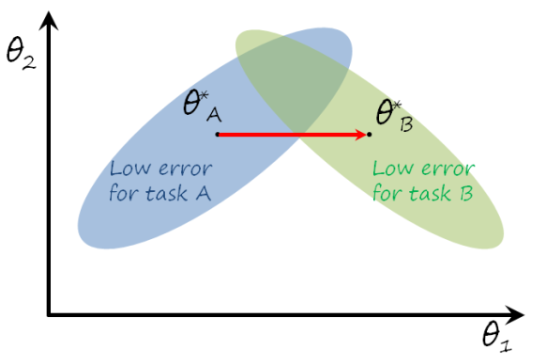 θ₂
θ*A
θ*B
Low error
for task A
Low error
for task B
θ₁